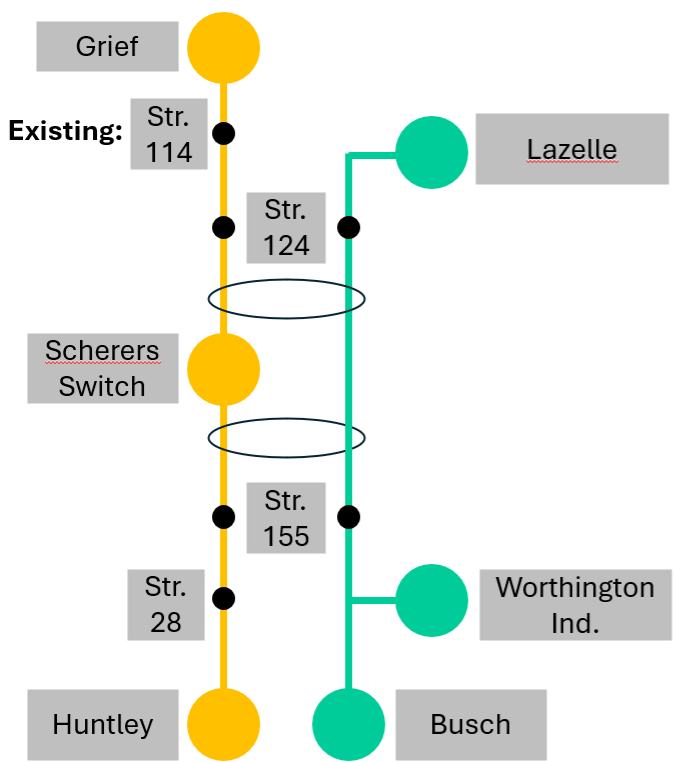 Grief
Existing:
Str.
114
Lazelle
Str.
124
Scherers
Switch
Str.
155
Str.
28
Worthington
Ind.
Huntley
Busch